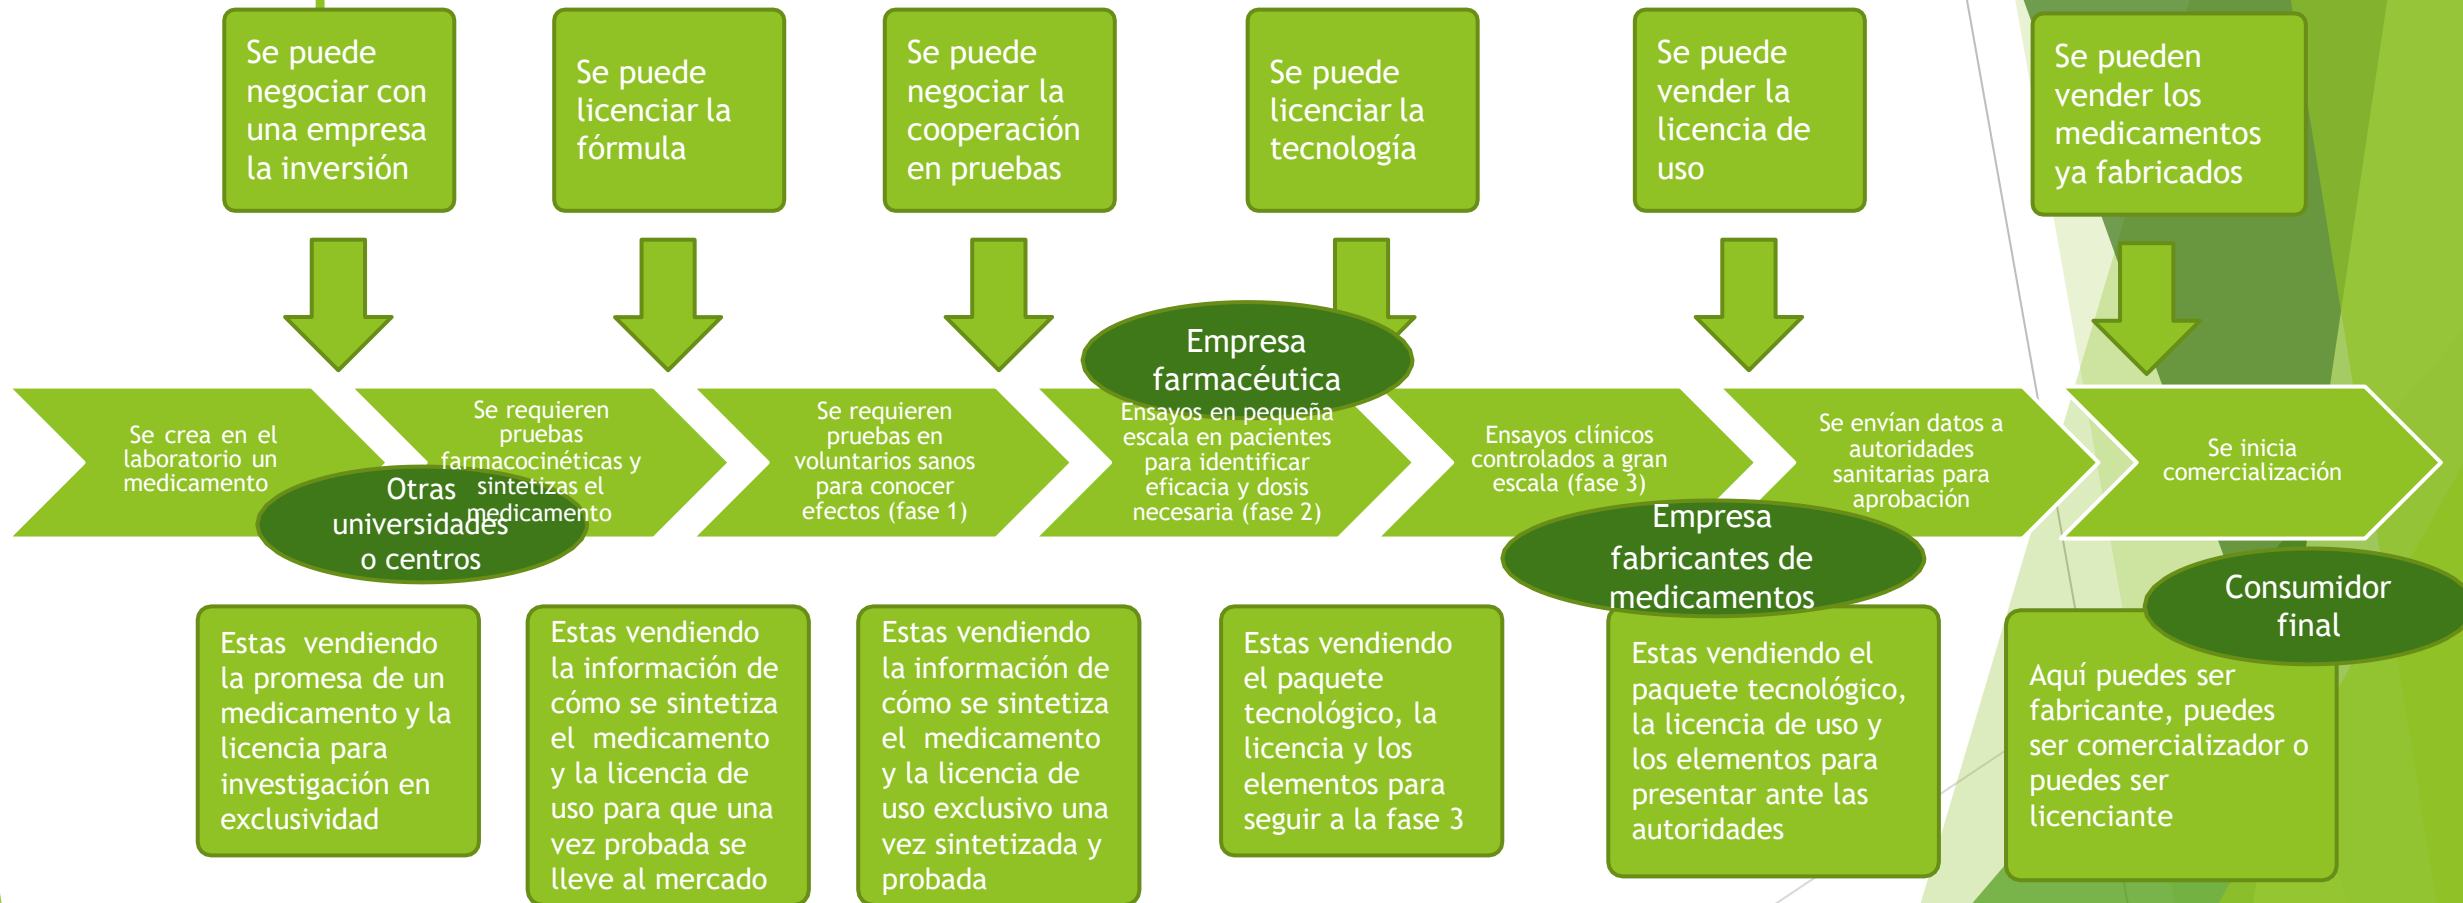 Se puede
negociar con
una empresa
la inversión
Se puede
licenciar la
fórmula
Se puede
negociar la
cooperación
en pruebas
Se puede
licenciar la
tecnología
Se puede
vender la
licencia de
uso
Se pueden
vender los
medicamentos
ya fabricados
Se crea en el
laboratorio un
medicamento
Otras
universidades
o centros
Se requieren
pruebas
farmacocinéticas y
sintetizas el
medicamento
Se requieren
pruebas en
voluntarios sanos
para conocer
efectos (fase 1)
Empresa
farmacéutica
Ensayos en pequeña
escala en pacientes
para identificar
eficacia y dosis
necesaria (fase 2)
Ensayos clínicos
controlados a gran
escala (fase 3)
Empresa
fabricantes de
medicamentos
Se envían datos a
autoridades
sanitarias para
aprobación
Se inicia
comercialización
Consumidor
final
Estas vendiendo
la promesa de un
medicamento y la
licencia para
investigación en
exclusividad
Estas vendiendo
la información de
cómo se sintetiza
el medicamento
y la licencia de
uso para que una
vez probada se
lleve al mercado
Estas vendiendo
la información de
cómo se sintetiza
el medicamento
y la licencia de
uso exclusivo una
vez sintetizada y
probada
Estas vendiendo
el paquete
tecnológico, la
licencia y los
elementos para
seguir a la fase 3
Estas vendiendo el
paquete tecnológico,
la licencia de uso y
los elementos para
presentar ante las
autoridades
Aquí puedes ser
fabricante, puedes
ser comercializador o
puedes ser
licenciante